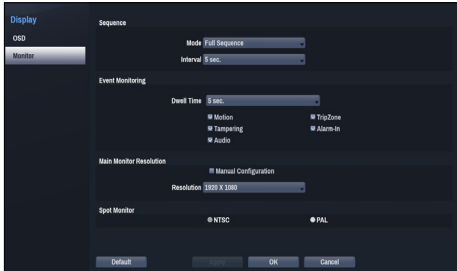 Display
OSD
Monitor
Sequence
Mode Full Sequence
Interval 5 sec.
Event Monitoring
Dwell Time 5 sec.
Motion TripZone
Tampering Alarm-In
Audio
Main Monitor Resolution
Manual Configuration
Resolution 1920 X 1080
Spot Monitor
NTSC PAL
Default Apply OK Cancel